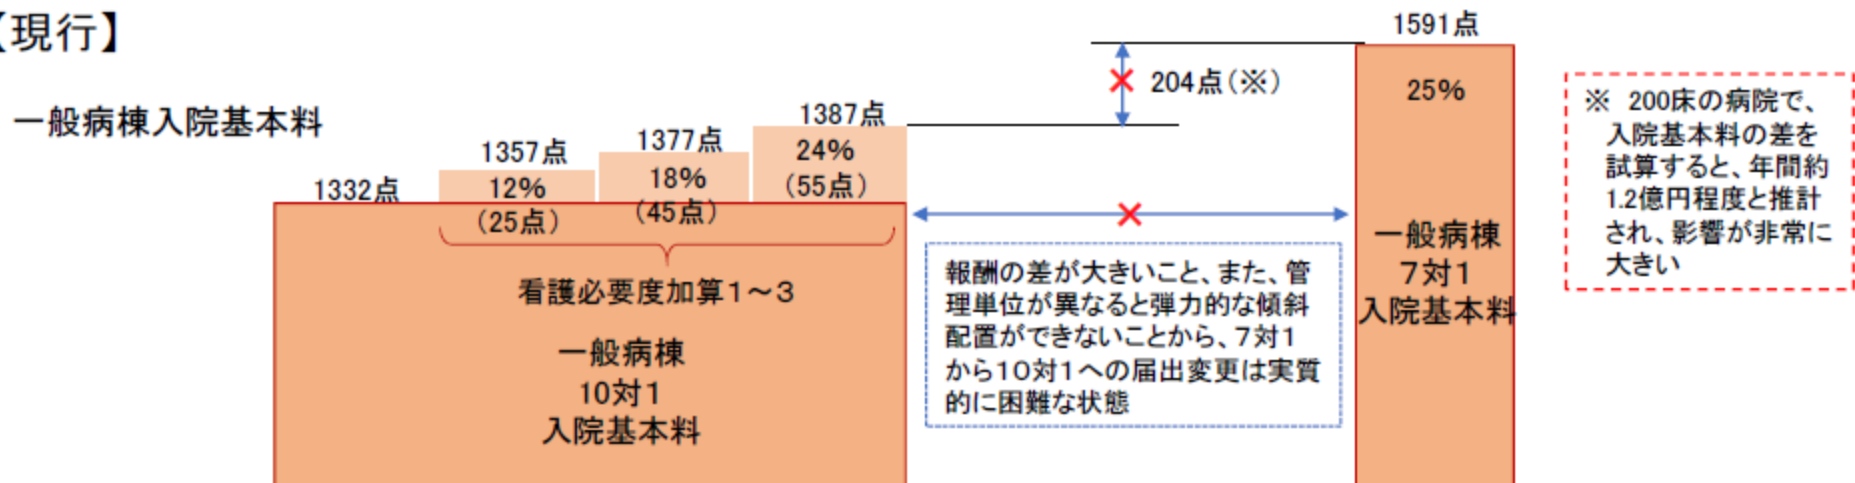 【現行】
一般病棟入院基本料
1332点
1357点
12%
(25点)
1377点
18%
(45点)
1387点
24%
(55点)
看護必要度加算1～3
一般病棟
10対1
入院基本料
204点(※)
報酬の差が大きいこと、また、管
理単位が異なると弾力的な傾斜
配置ができないことから、7対1
から10対1への届出変更は実質
的に困難な状態
1591点
25%
一般病棟
7対1
入院基本料
※ 200床の病院で、
入院基本料の差を
試算すると、年間約
1.2億円程度と推計
され、影響が非常に
大きい